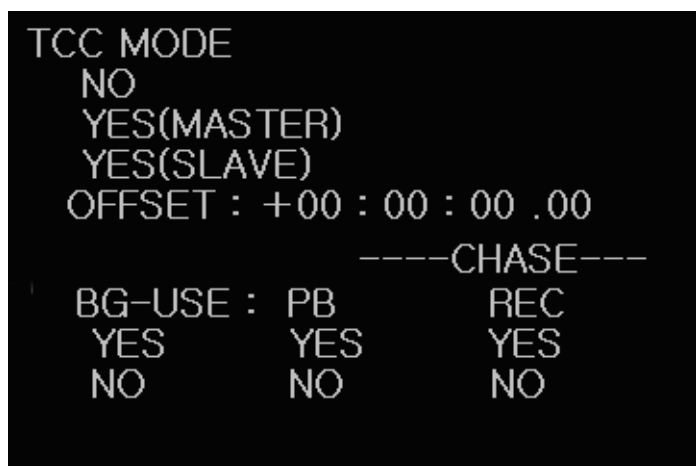 TCC MODE
NO
YES(MASTER)
YES(SLAVE)
OFFSET : +00 : 00 : 00 .00
----CHASE---
BG-USE : PB REC
YES YES YES
NO NO NO